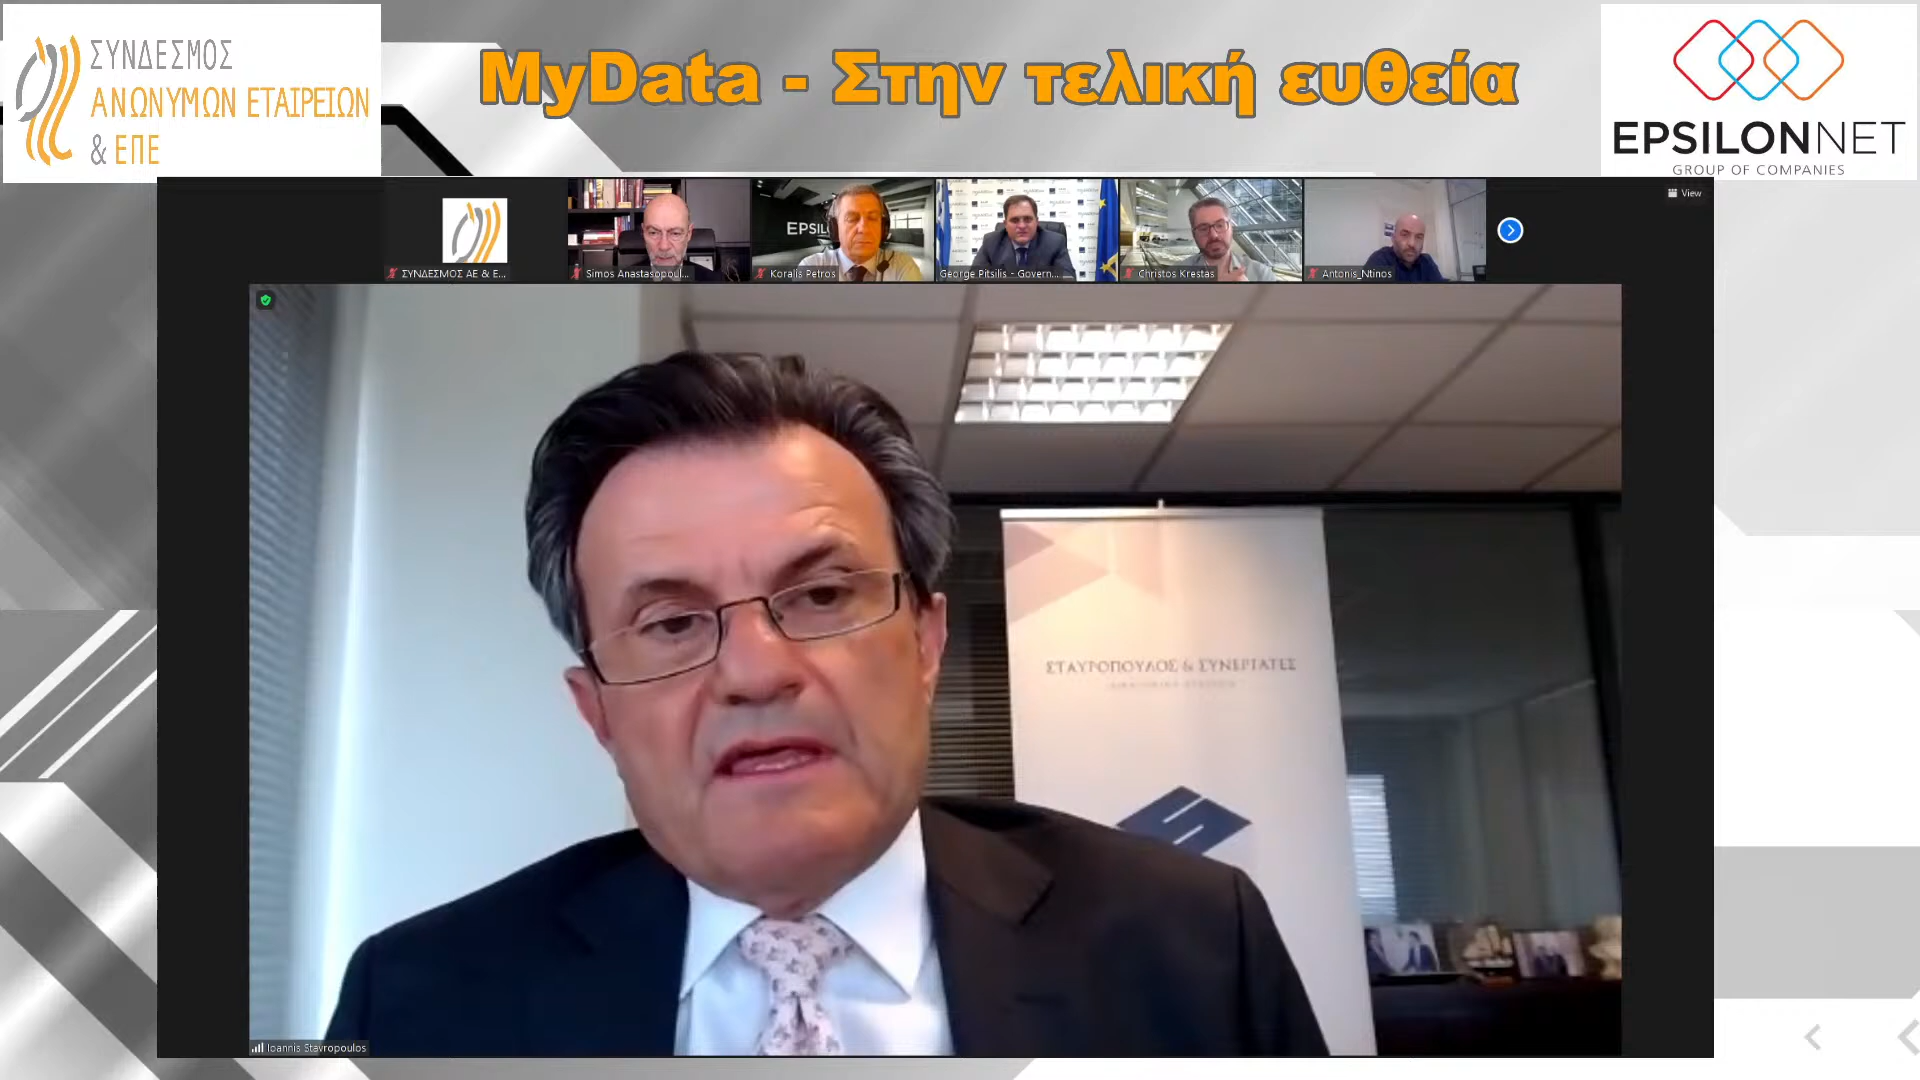 ΣΥΝΔΕΣΜΟΣ
ΑΝΩΝΥΜΩΝ ΕΤΑΙΡΕΙΩΝ
& ΕΠΕ
MyData - Στην τελική ευθεία
EPSILONNET
GROUP OF COMPANIES
View
ΣΥΝΔΕΣΜΟΣ ΑΕ & Ε...
Simos Anastasopoul...
EPSIL
Koralis Petros
George Pitsilis - Govern...
Christos Krestas
Antonis_Ntinos
ΣΤΑΥΡΟΠΟΥΛΟΣ & ΣΥΝΕΡΓΑΤΕΣ
Ioannis Stavropoulos